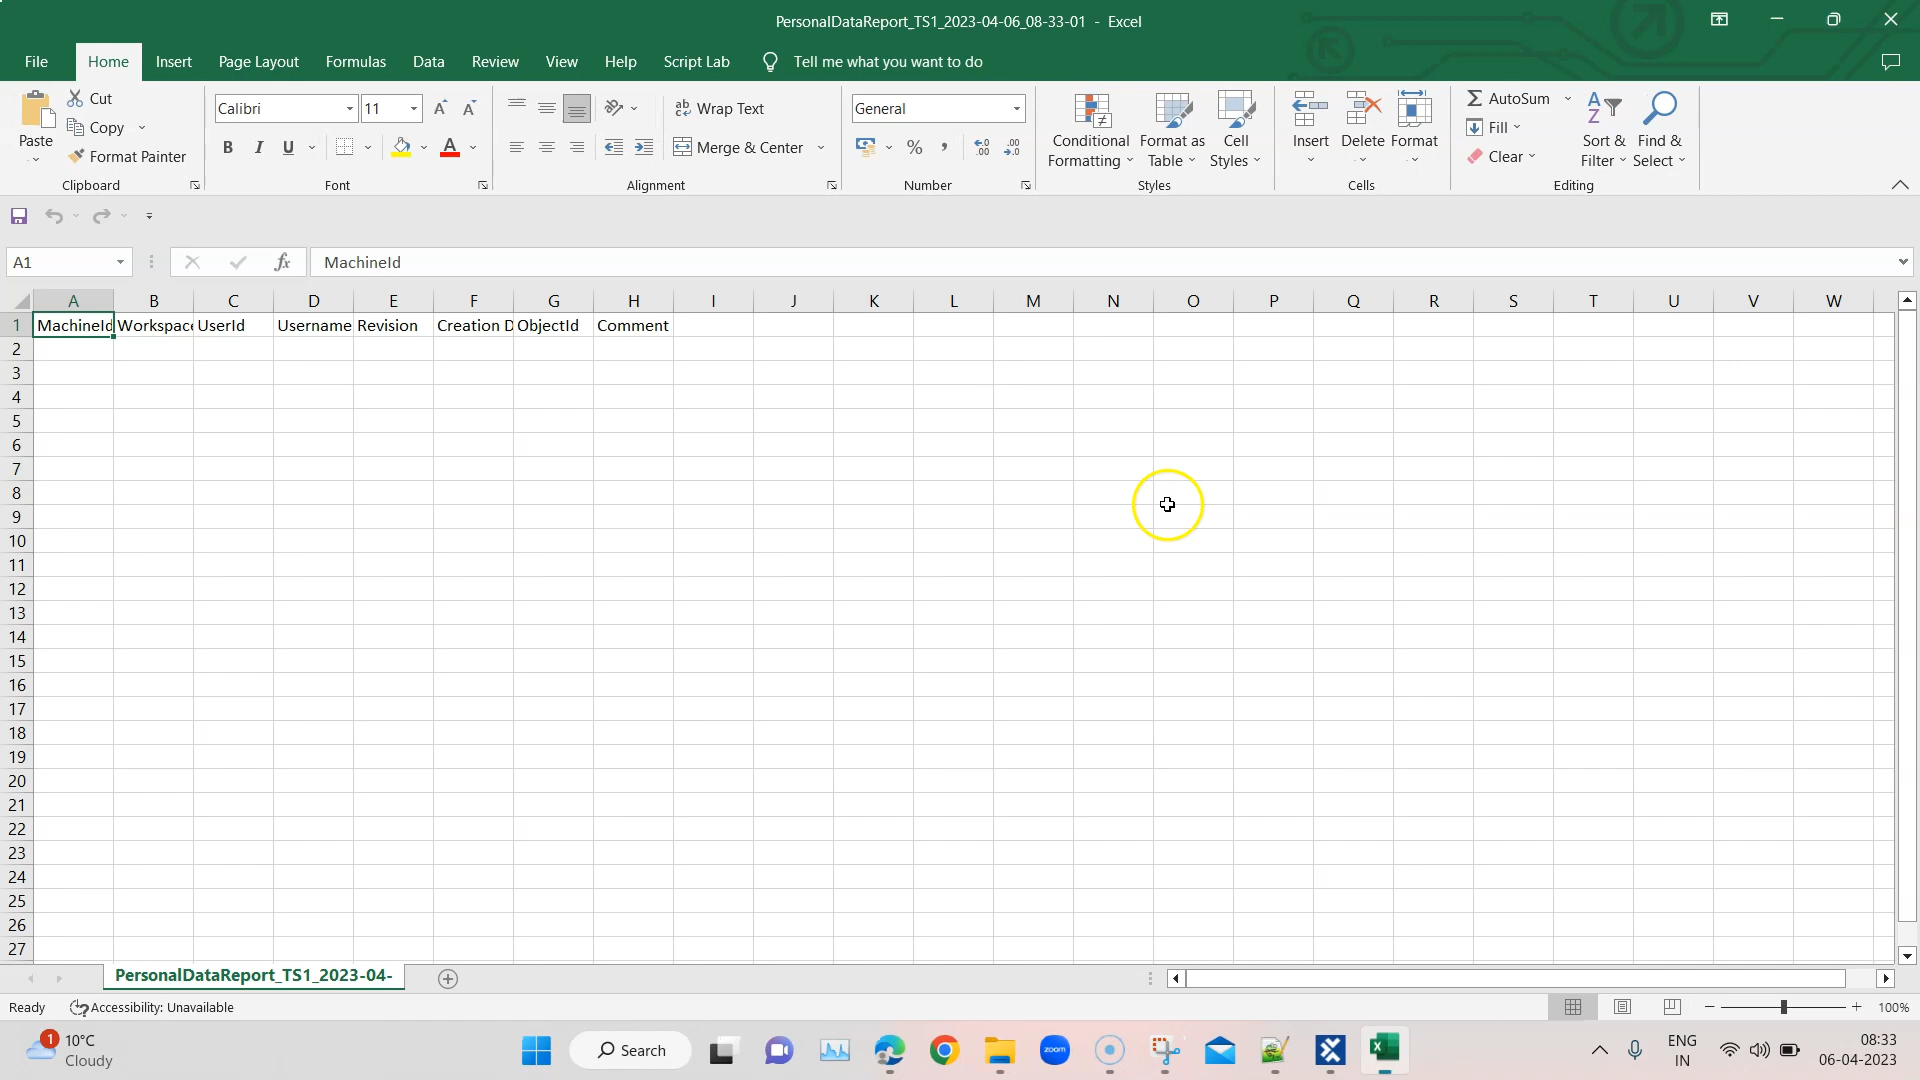 PersonalDataReport_TS1_2023-04-06_08-33-01 - Excel
File Home Insert Page Layout Formulas Data Review View Help Script Lab Tell me what you want to do
Cut
Copy
Format Painter
Paste
Clipboard
Calibri 11
B I U
Font
Wrap Text
Merge & Center
Alignment
General
Number
Conditional Formatting
Format as Table
Cell Styles
Styles
Insert Delete Format
Cells
AutoSum
Fill
Clear
Sort & Filter
Find & Select
Editing
A1 fx MachineId
A B C D E F G H I J K L M N O P Q R S T U V W
1 MachineId Workspace UserId Username Revision Creation D ObjectId Comment
2
3
4
5
6
7
8
9
10
11
12
13
14
15
16
17
18
19
20
21
22
23
24
25
26
27
PersonalDataReport_TS1_2023-04-
Ready Accessibility: Unavailable 100%
1 10°C
Cloudy
Search
zoom
ENG
IN
08:33
06-04-2023